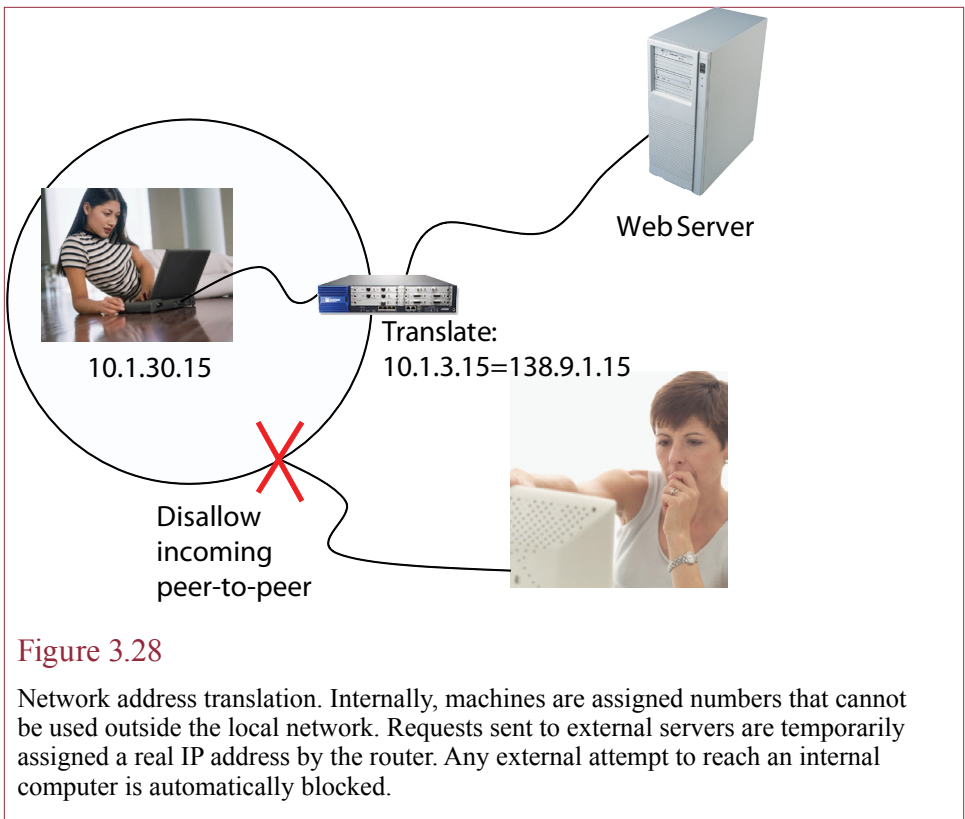 Web Server
Translate:
10.1.3.15=138.9.1.15
10.1.30.15
Disallow
incoming
peer-to-peer
Figure 3.28
Network address translation. Internally, machines are assigned numbers that cannot
be used outside the local network. Requests sent to external servers are temporarily
assigned a real IP address by the router. Any external attempt to reach an internal
computer is automatically blocked.